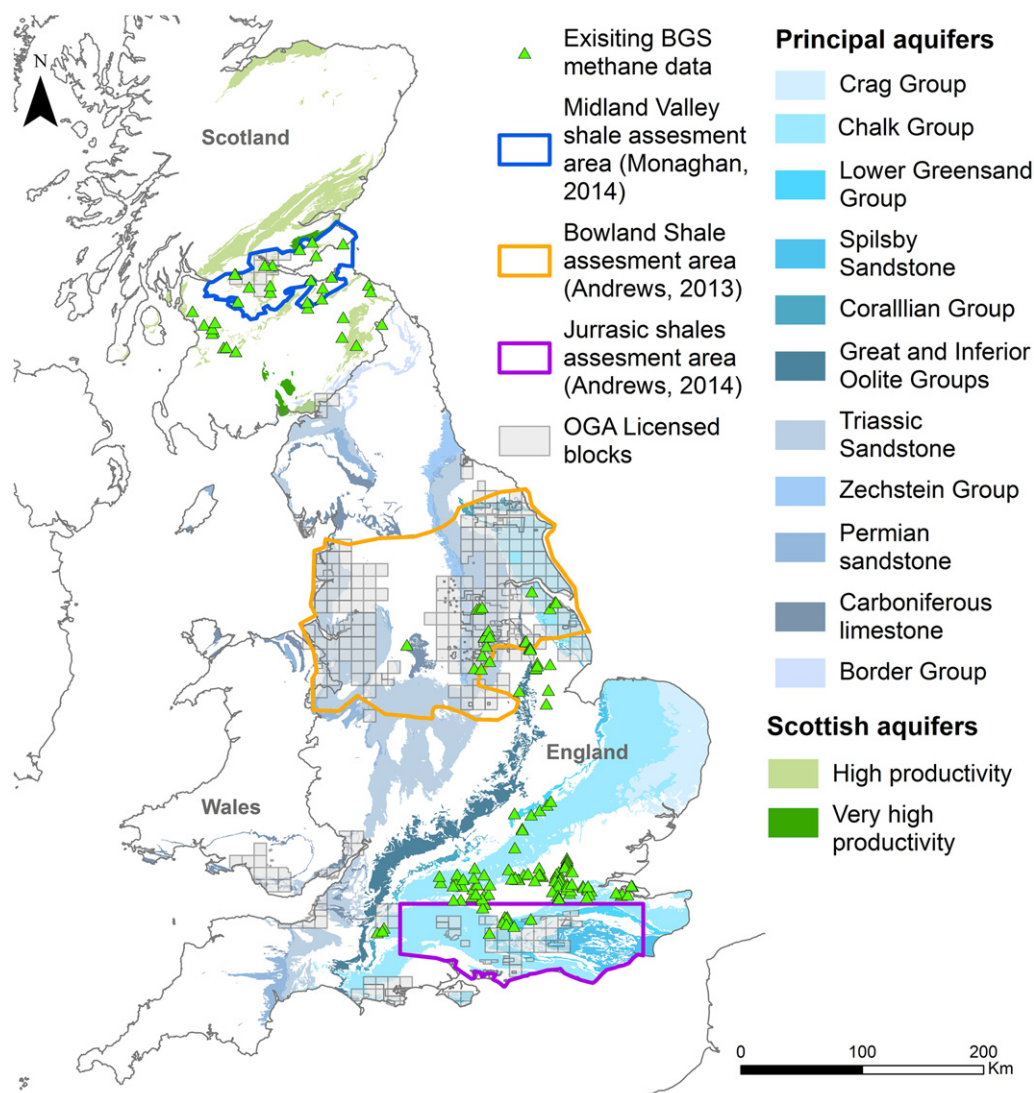 N
Scotland
England
Wales
Exisiting BGS
methane data
Midland Valley
shale assesment
area (Monaghan,
2014)
Bowland Shale
assesment area
(Andrews, 2013)
Jurrasic shales
assesment area
(Andrews, 2014)
OGA Licensed
blocks
Principal aquifers
Crag Group
Chalk Group
Lower Greensand
Group
Spilsby
Sandstone
Coralllian Group
Great and Inferior
Oolite Groups
Triassic
Sandstone
Zechstein Group
Permian
sandstone
Carboniferous
limestone
Border Group
Scottish aquifers
High productivity
Very high
productivity
0 100 200
Km